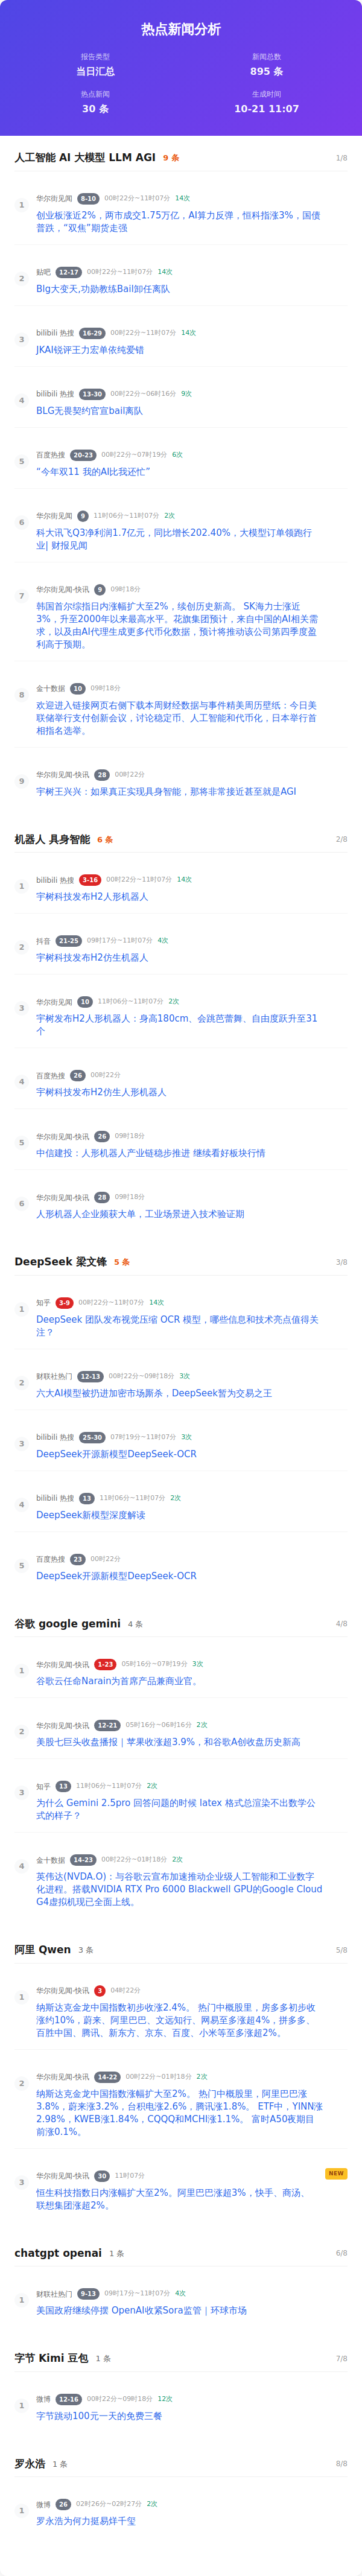 热点新闻分析
报告类型
当日汇总
新闻总数
895 条
热点新闻
30 条
生成时间
10-21 11:07
人工智能 AI 大模型 LLM AGI 9 条 1/8
1
华尔街见闻 8-10 00时22分~11时07分 14次
创业板涨近2%，两市成交1.75万亿，AI算力反弹，恒科指涨3%，国债
普跌，“双焦”期货走强
2
贴吧 12-17 00时22分~11时07分 14次
Blg大变天,功勋教练Bail卸任离队
3
bilibili 热搜 16-29 00时22分~11时07分 14次
JKAI锐评王力宏单依纯爱错
4
bilibili 热搜 13-30 00时22分~06时16分 9次
BLG无畏契约官宣bail离队
5
百度热搜 20-23 00时22分~07时19分 6次
“今年双11 我的AI比我还忙”
6
华尔街见闻 9 11时06分~11时07分 2次
科大讯飞Q3净利润1.7亿元，同比增长202.40%，大模型订单领跑行
业| 财报见闻
7
华尔街见闻-快讯 9 09时18分
韩国首尔综指日内涨幅扩大至2%，续创历史新高。 SK海力士涨近
3%，升至2000年以来最高水平。花旗集团预计，来自中国的AI相关需
求，以及由AI代理生成更多代币化数据，预计将推动该公司第四季度盈
利高于预期。
8
金十数据 10 09时18分
欢迎进入链接网页右侧下载本周财经数据与事件精美周历壁纸：今日美
联储举行支付创新会议，讨论稳定币、人工智能和代币化，日本举行首
相指名选举。
9
华尔街见闻-快讯 28 00时22分
宇树王兴兴：如果真正实现具身智能，那将非常接近甚至就是AGI
机器人 具身智能 6 条 2/8
1
bilibili 热搜 3-16 00时22分~11时07分 14次
宇树科技发布H2人形机器人
2
抖音 21-25 09时17分~11时07分 4次
宇树科技发布H2仿生机器人
3
华尔街见闻 10 11时06分~11时07分 2次
宇树发布H2人形机器人：身高180cm、会跳芭蕾舞、自由度跃升至31
个
4
百度热搜 26 00时22分
宇树科技发布H2仿生人形机器人
5
华尔街见闻-快讯 26 09时18分
中信建投：人形机器人产业链稳步推进 继续看好板块行情
6
华尔街见闻-快讯 28 09时18分
人形机器人企业频获大单，工业场景进入技术验证期
DeepSeek 梁文锋 5 条 3/8
1
知乎 3-9 00时22分~11时07分 14次
DeepSeek 团队发布视觉压缩 OCR 模型，哪些信息和技术亮点值得关
注？
2
财联社热门 12-13 00时22分~09时18分 3次
六大AI模型被扔进加密市场厮杀，DeepSeek暂为交易之王
3
bilibili 热搜 25-30 07时19分~11时07分 3次
DeepSeek开源新模型DeepSeek-OCR
4
bilibili 热搜 13 11时06分~11时07分 2次
DeepSeek新模型深度解读
5
百度热搜 23 00时22分
DeepSeek开源新模型DeepSeek-OCR
谷歌 google gemini 4 条 4/8
1
华尔街见闻-快讯 1-23 05时16分~07时19分 3次
谷歌云任命Narain为首席产品兼商业官。
2
华尔街见闻-快讯 12-21 05时16分~06时16分 2次
美股七巨头收盘播报｜苹果收涨超3.9%，和谷歌A创收盘历史新高
3
知乎 13 11时06分~11时07分 2次
为什么 Gemini 2.5pro 回答问题的时候 latex 格式总渲染不出数学公
式的样子？
4
金十数据 14-23 00时22分~01时18分 2次
英伟达(NVDA.O)：与谷歌云宣布加速推动企业级人工智能和工业数字
化进程。搭载NVIDIA RTX Pro 6000 Blackwell GPU的Google Cloud
G4虚拟机现已全面上线。
阿里 Qwen 3 条 5/8
1
华尔街见闻-快讯 3 04时22分
纳斯达克金龙中国指数初步收涨2.4%。 热门中概股里，房多多初步收
涨约10%，蔚来、阿里巴巴、文远知行、网易至多收涨超4%，拼多多、
百胜中国、腾讯、新东方、京东、百度、小米等至多涨超2%。
2
华尔街见闻-快讯 14-22 00时22分~01时18分 2次
纳斯达克金龙中国指数涨幅扩大至2%。 热门中概股里，阿里巴巴涨
3.8%，蔚来涨3.2%，台积电涨2.6%，腾讯涨1.8%。 ETF中，YINN涨
2.98%，KWEB涨1.84%，CQQQ和MCHI涨1.1%。 富时A50夜期目
前涨0.1%。
3
华尔街见闻-快讯 30 11时07分 NEW
恒生科技指数日内涨幅扩大至2%。阿里巴巴涨超3%，快手、商汤、
联想集团涨超2%。
chatgpt openai 1 条 6/8
1
财联社热门 9-13 09时17分~11时07分 4次
美国政府继续停摆 OpenAI收紧Sora监管｜环球市场
字节 Kimi 豆包 1 条 7/8
1
微博 12-16 00时22分~09时18分 12次
字节跳动100元一天的免费三餐
罗永浩 1 条 8/8
1
微博 26 02时26分~02时27分 2次
罗永浩为何力挺易烊千玺